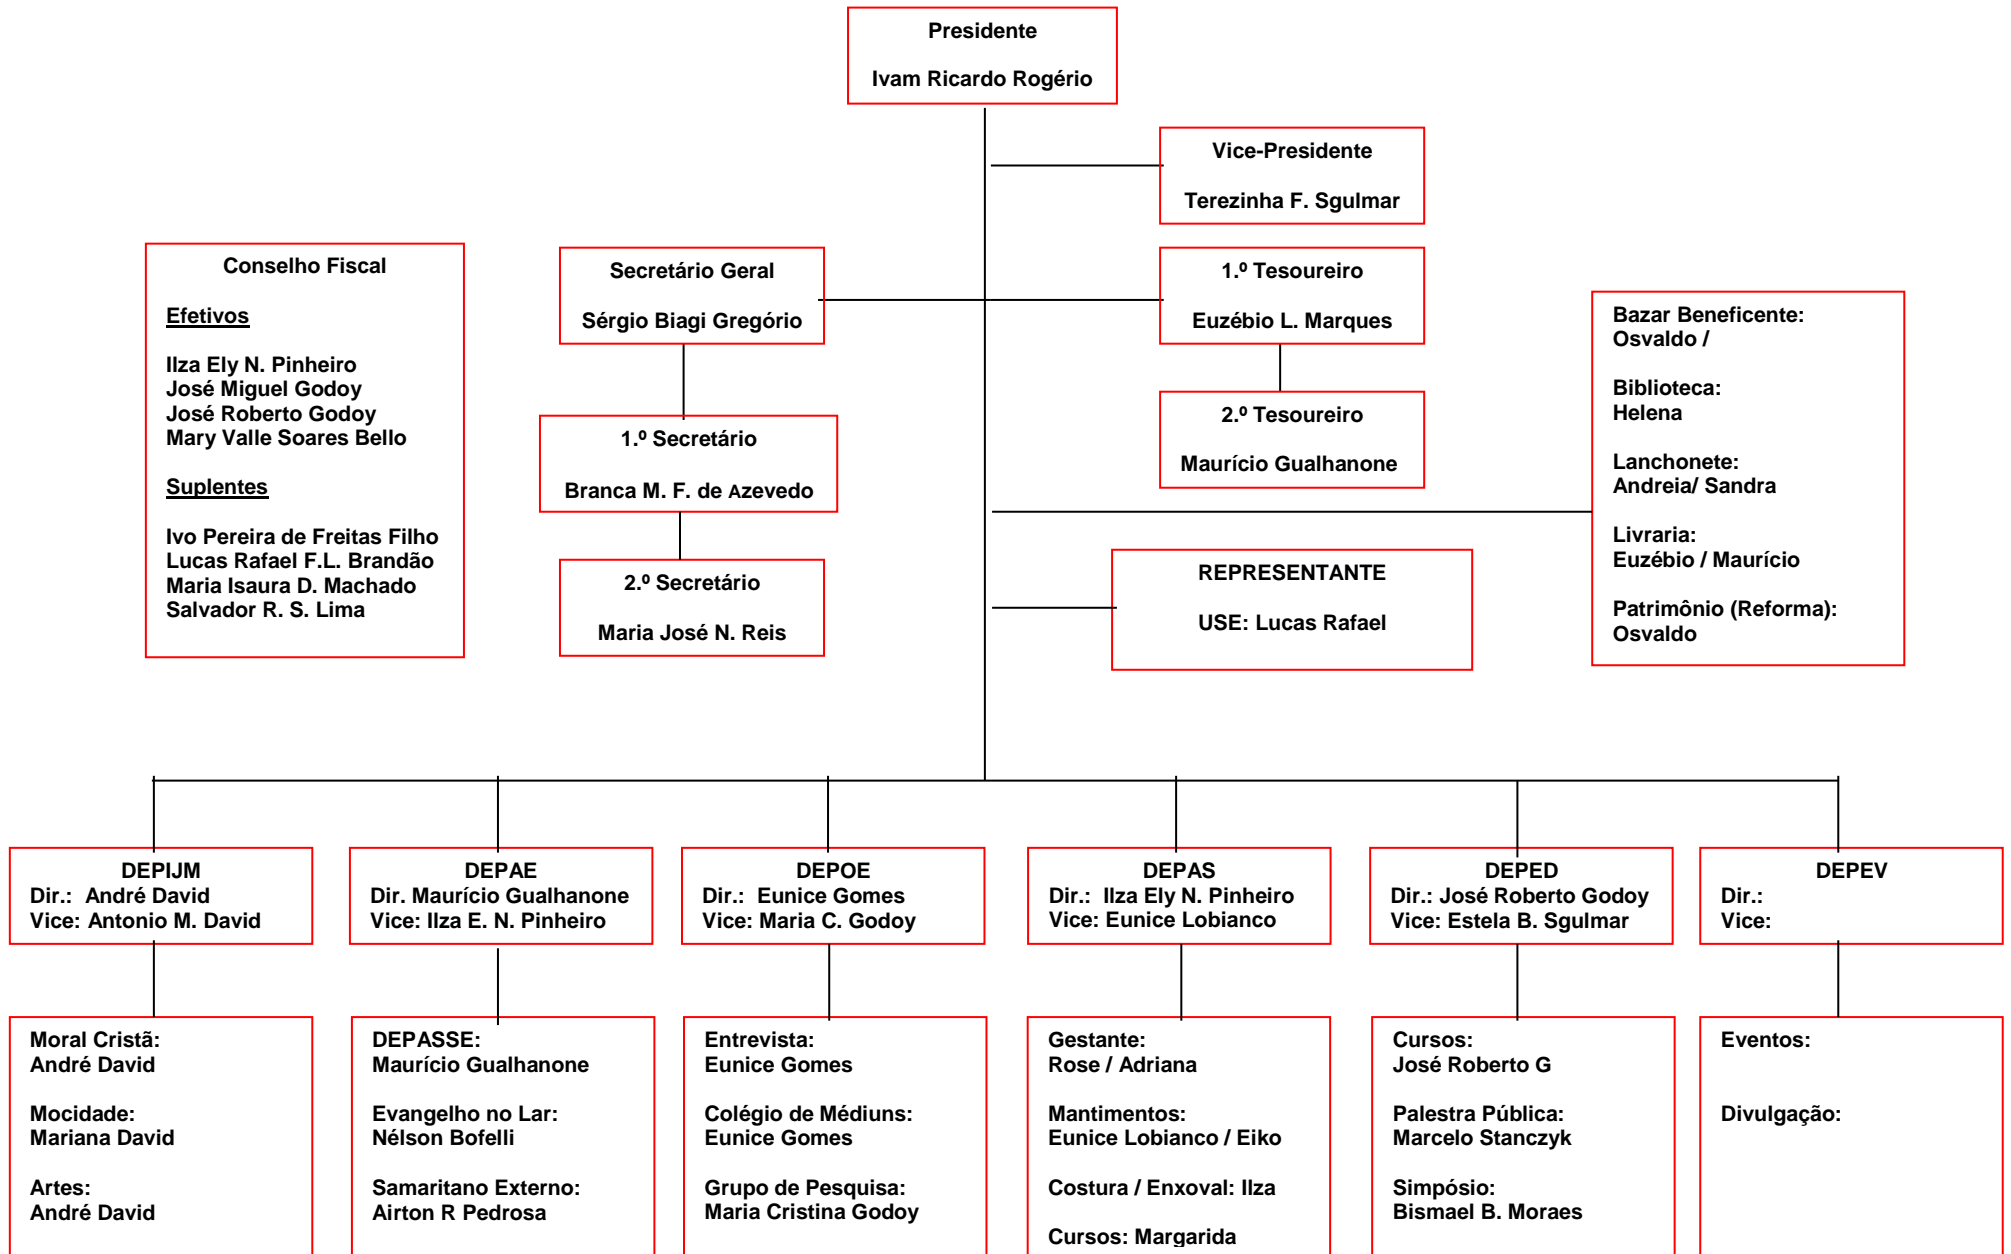 Presidente
Ivam Ricardo Rogério
Vice-Presidente
Terezinha F. Sgulmar
Conselho Fiscal
Efetivos
Ilza Ely N. Pinheiro
José Miguel Godoy
José Roberto Godoy
Mary Valle Soares Bello
Suplentes
Ivo Pereira de Freitas Filho
Lucas Rafael F.L. Brandão
Maria Isaura D. Machado
Salvador R. S. Lima
Secretário Geral
Sérgio Biagi Gregório
1.º Secretário
Branca M. F. de Azevedo
2.º Secretário
Maria José N. Reis
1.º Tesoureiro
Euzébio L. Marques
2.º Tesoureiro
Maurício Gualhanone
REPRESENTANTE
USE: Lucas Rafael
Bazar Beneficente:
Osvaldo /
Biblioteca:
Helena
Lanchonete:
Andreia/ Sandra
Livraria:
Euzébio / Maurício
Patrimônio (Reforma):
Osvaldo
DEPIJM
Dir.: André David
Vice: Antonio M. David
DEPAE
Dir. Maurício Gualhanone
Vice: Ilza E. N. Pinheiro
DEPOE
Dir.: Eunice Gomes
Vice: Maria C. Godoy
DEPAS
Dir.: Ilza Ely N. Pinheiro
Vice: Eunice Lobianco
DEPED
Dir.: José Roberto Godoy
Vice: Estela B. Sgulmar
DEPEV
Dir.:
Vice:
Moral Cristã:
André David
Mocidade:
Mariana David
Artes:
André David
DEPASSE:
Maurício Gualhanone
Evangelho no Lar:
Nélson Bofelli
Samaritano Externo:
Airton R Pedrosa
Entrevista:
Eunice Gomes
Colégio de Médiuns:
Eunice Gomes
Grupo de Pesquisa:
Maria Cristina Godoy
Gestante:
Rose / Adriana
Mantimentos:
Eunice Lobianco / Eiko
Costura / Enxoval: Ilza
Cursos: Margarida
Cursos:
José Roberto G
Palestra Pública:
Marcelo Stanczyk
Simpósio:
Bismael B. Moraes
Eventos:
Divulgação: